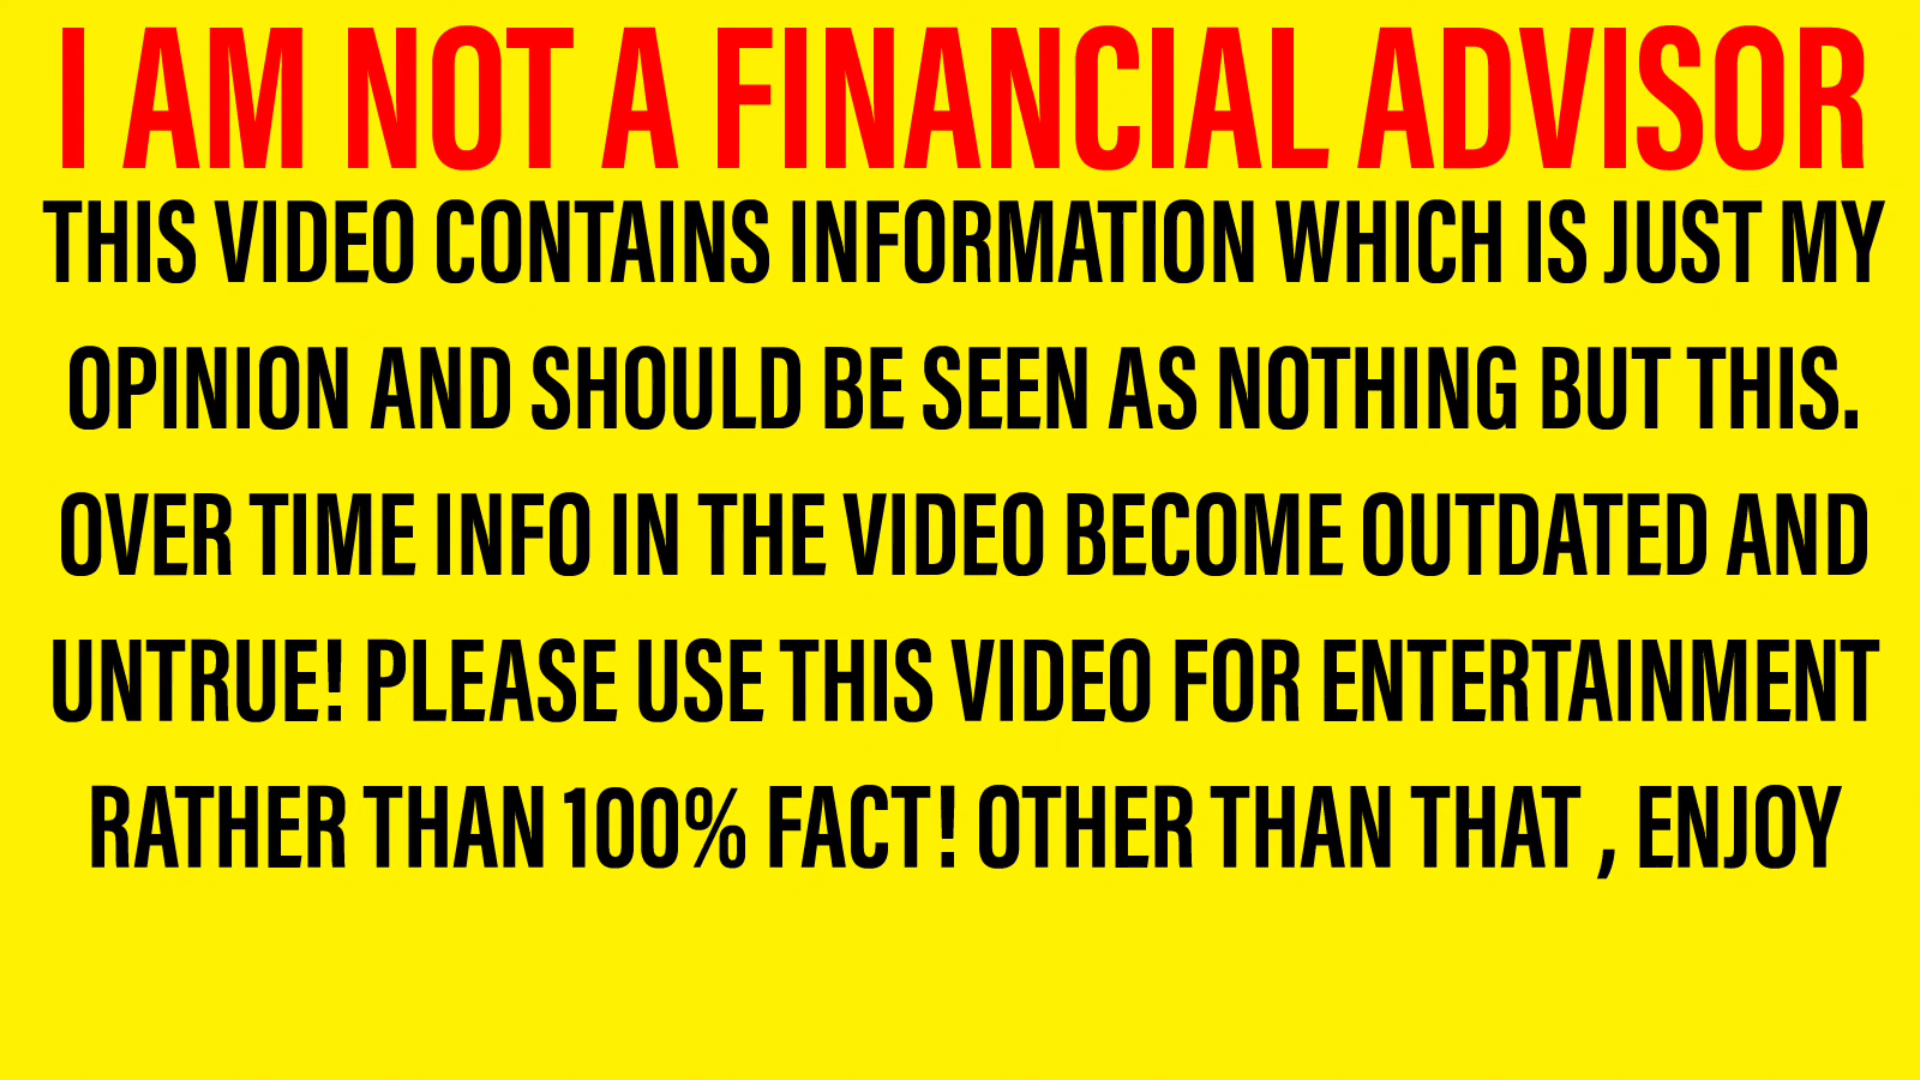 I AM NOT A FINANCIAL ADVISOR
THIS VIDEO CONTAINS INFORMATION WHICH IS JUST MY
OPINION AND SHOULD BE SEEN AS NOTHING BUT THIS.
OVER TIME INFO IN THE VIDEO BECOME OUTDATED AND
UNTRUE! PLEASE USE THIS VIDEO FOR ENTERTAINMENT
RATHER THAN 100% FACT! OTHER THAN THAT , ENJOY